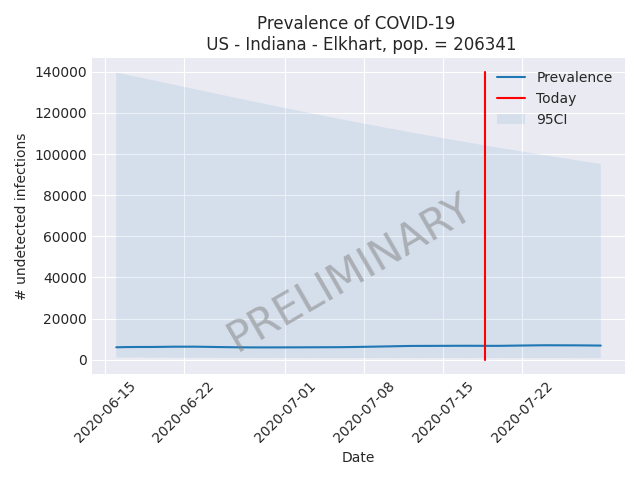 Prevalence of COVID-19
US - Indiana - Elkhart, pop. = 206341
140000
120000
100000
80000
60000
40000
20000
0
# undetected infections
Prevalence
Today
95CI
PRELIMINARY
2020-06-15
2020-06-22
2020-07-01
2020-07-08
2020-07-15
2020-07-22
Date